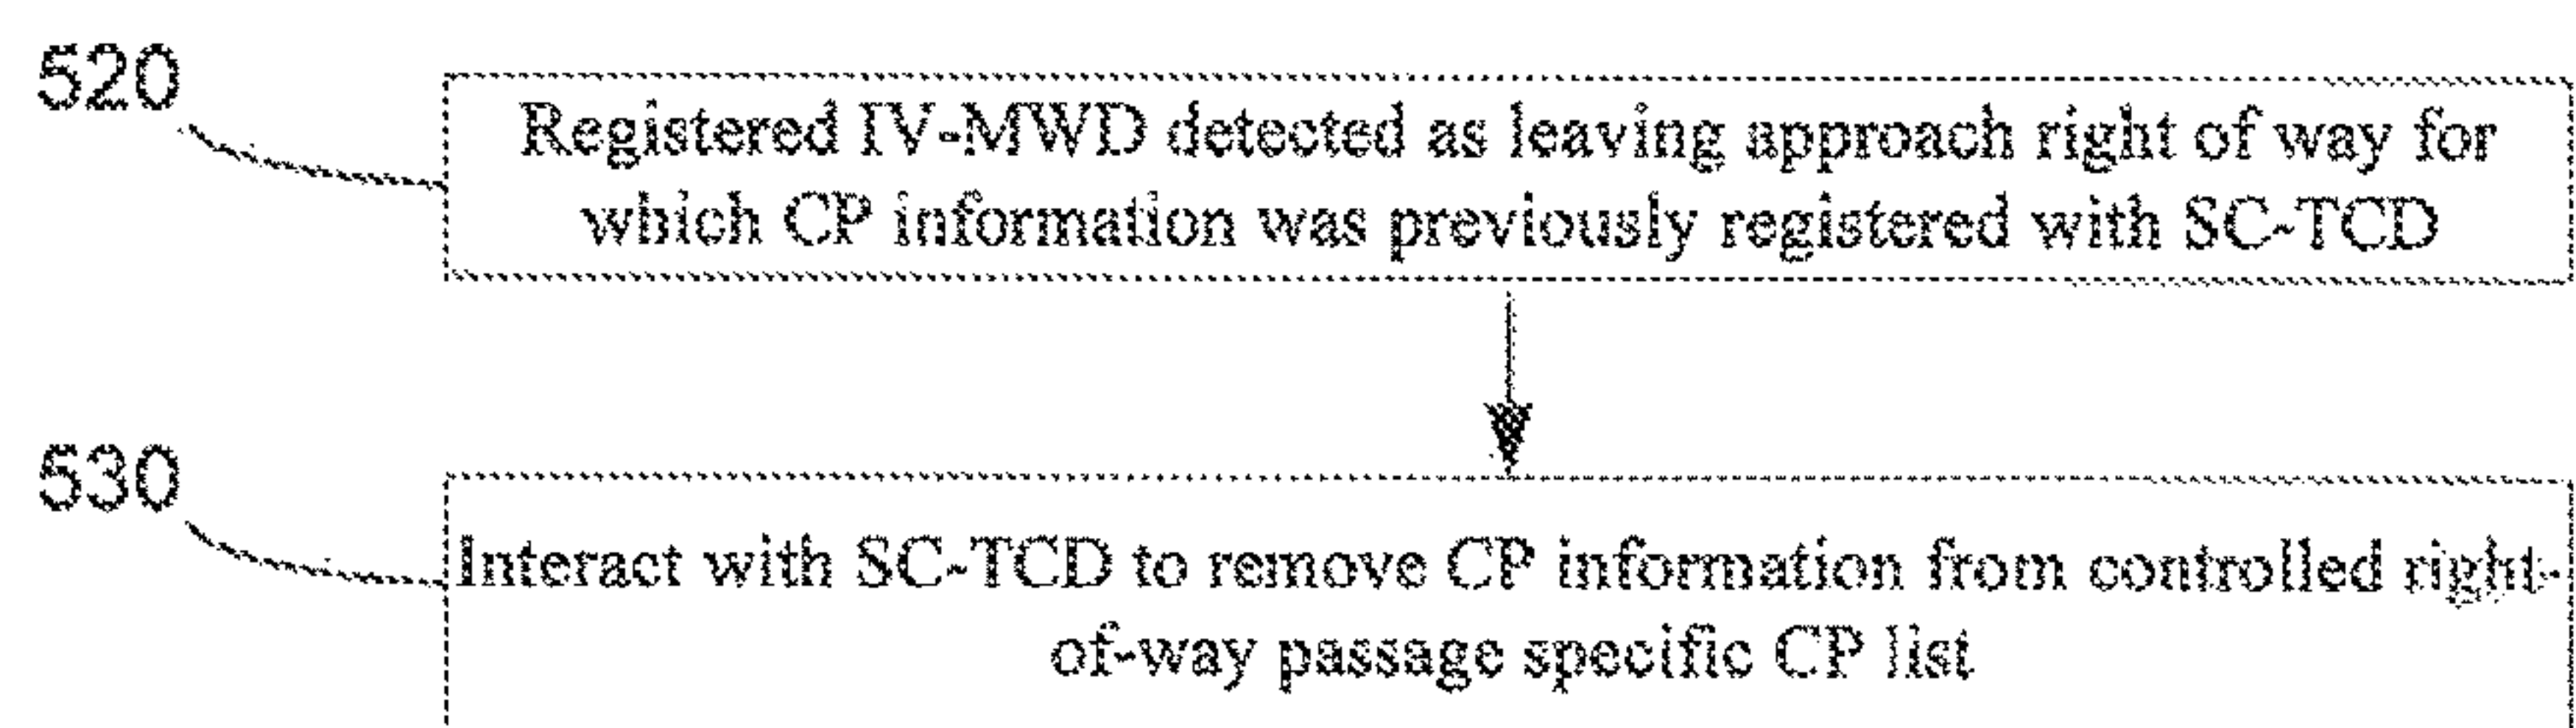 520
Registered IV-MWD detected as leaving approach right of way for
which CP information was previously registered with SC-TCD
530
Interact with SC-TCD to remove CP information from controlled right-
of-way passage specific CP list